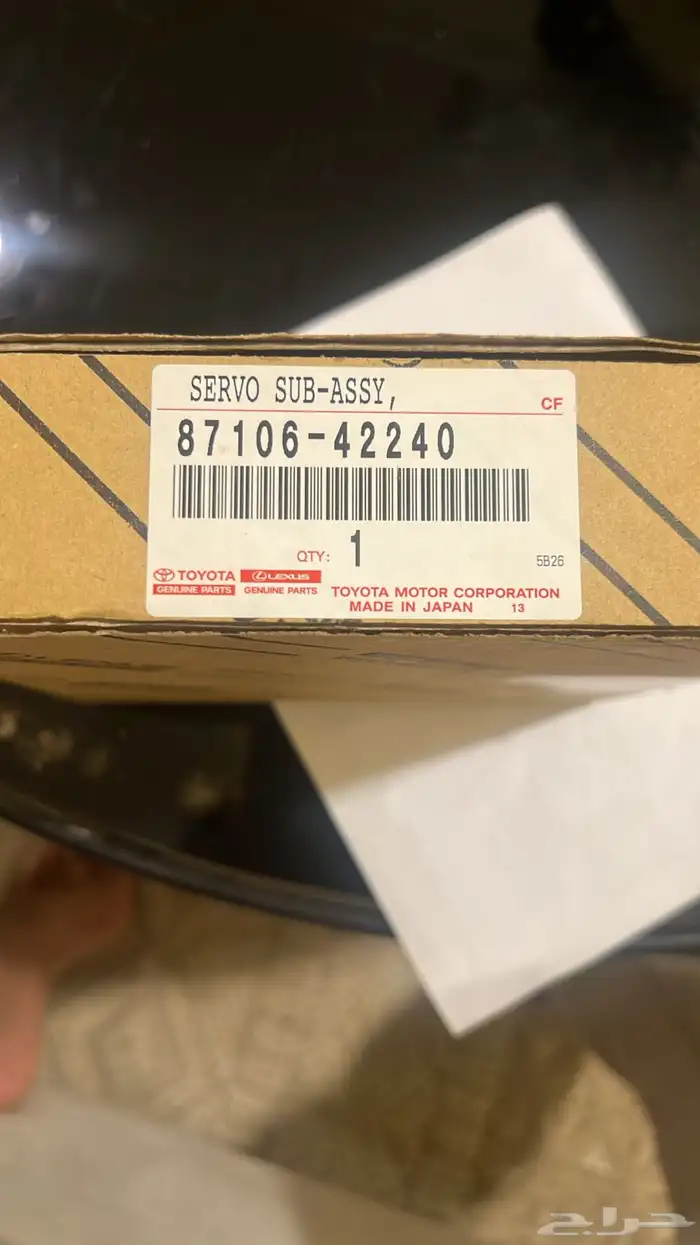 SERVO SUB-ASSY,
CF
87106-42240
QTY: 1
5B26
TOYOTA
GENUINE PARTS
LEXUS
GENUINE PARTS
TOYOTA MOTOR CORPORATION
MADE IN JAPAN 13
حراج